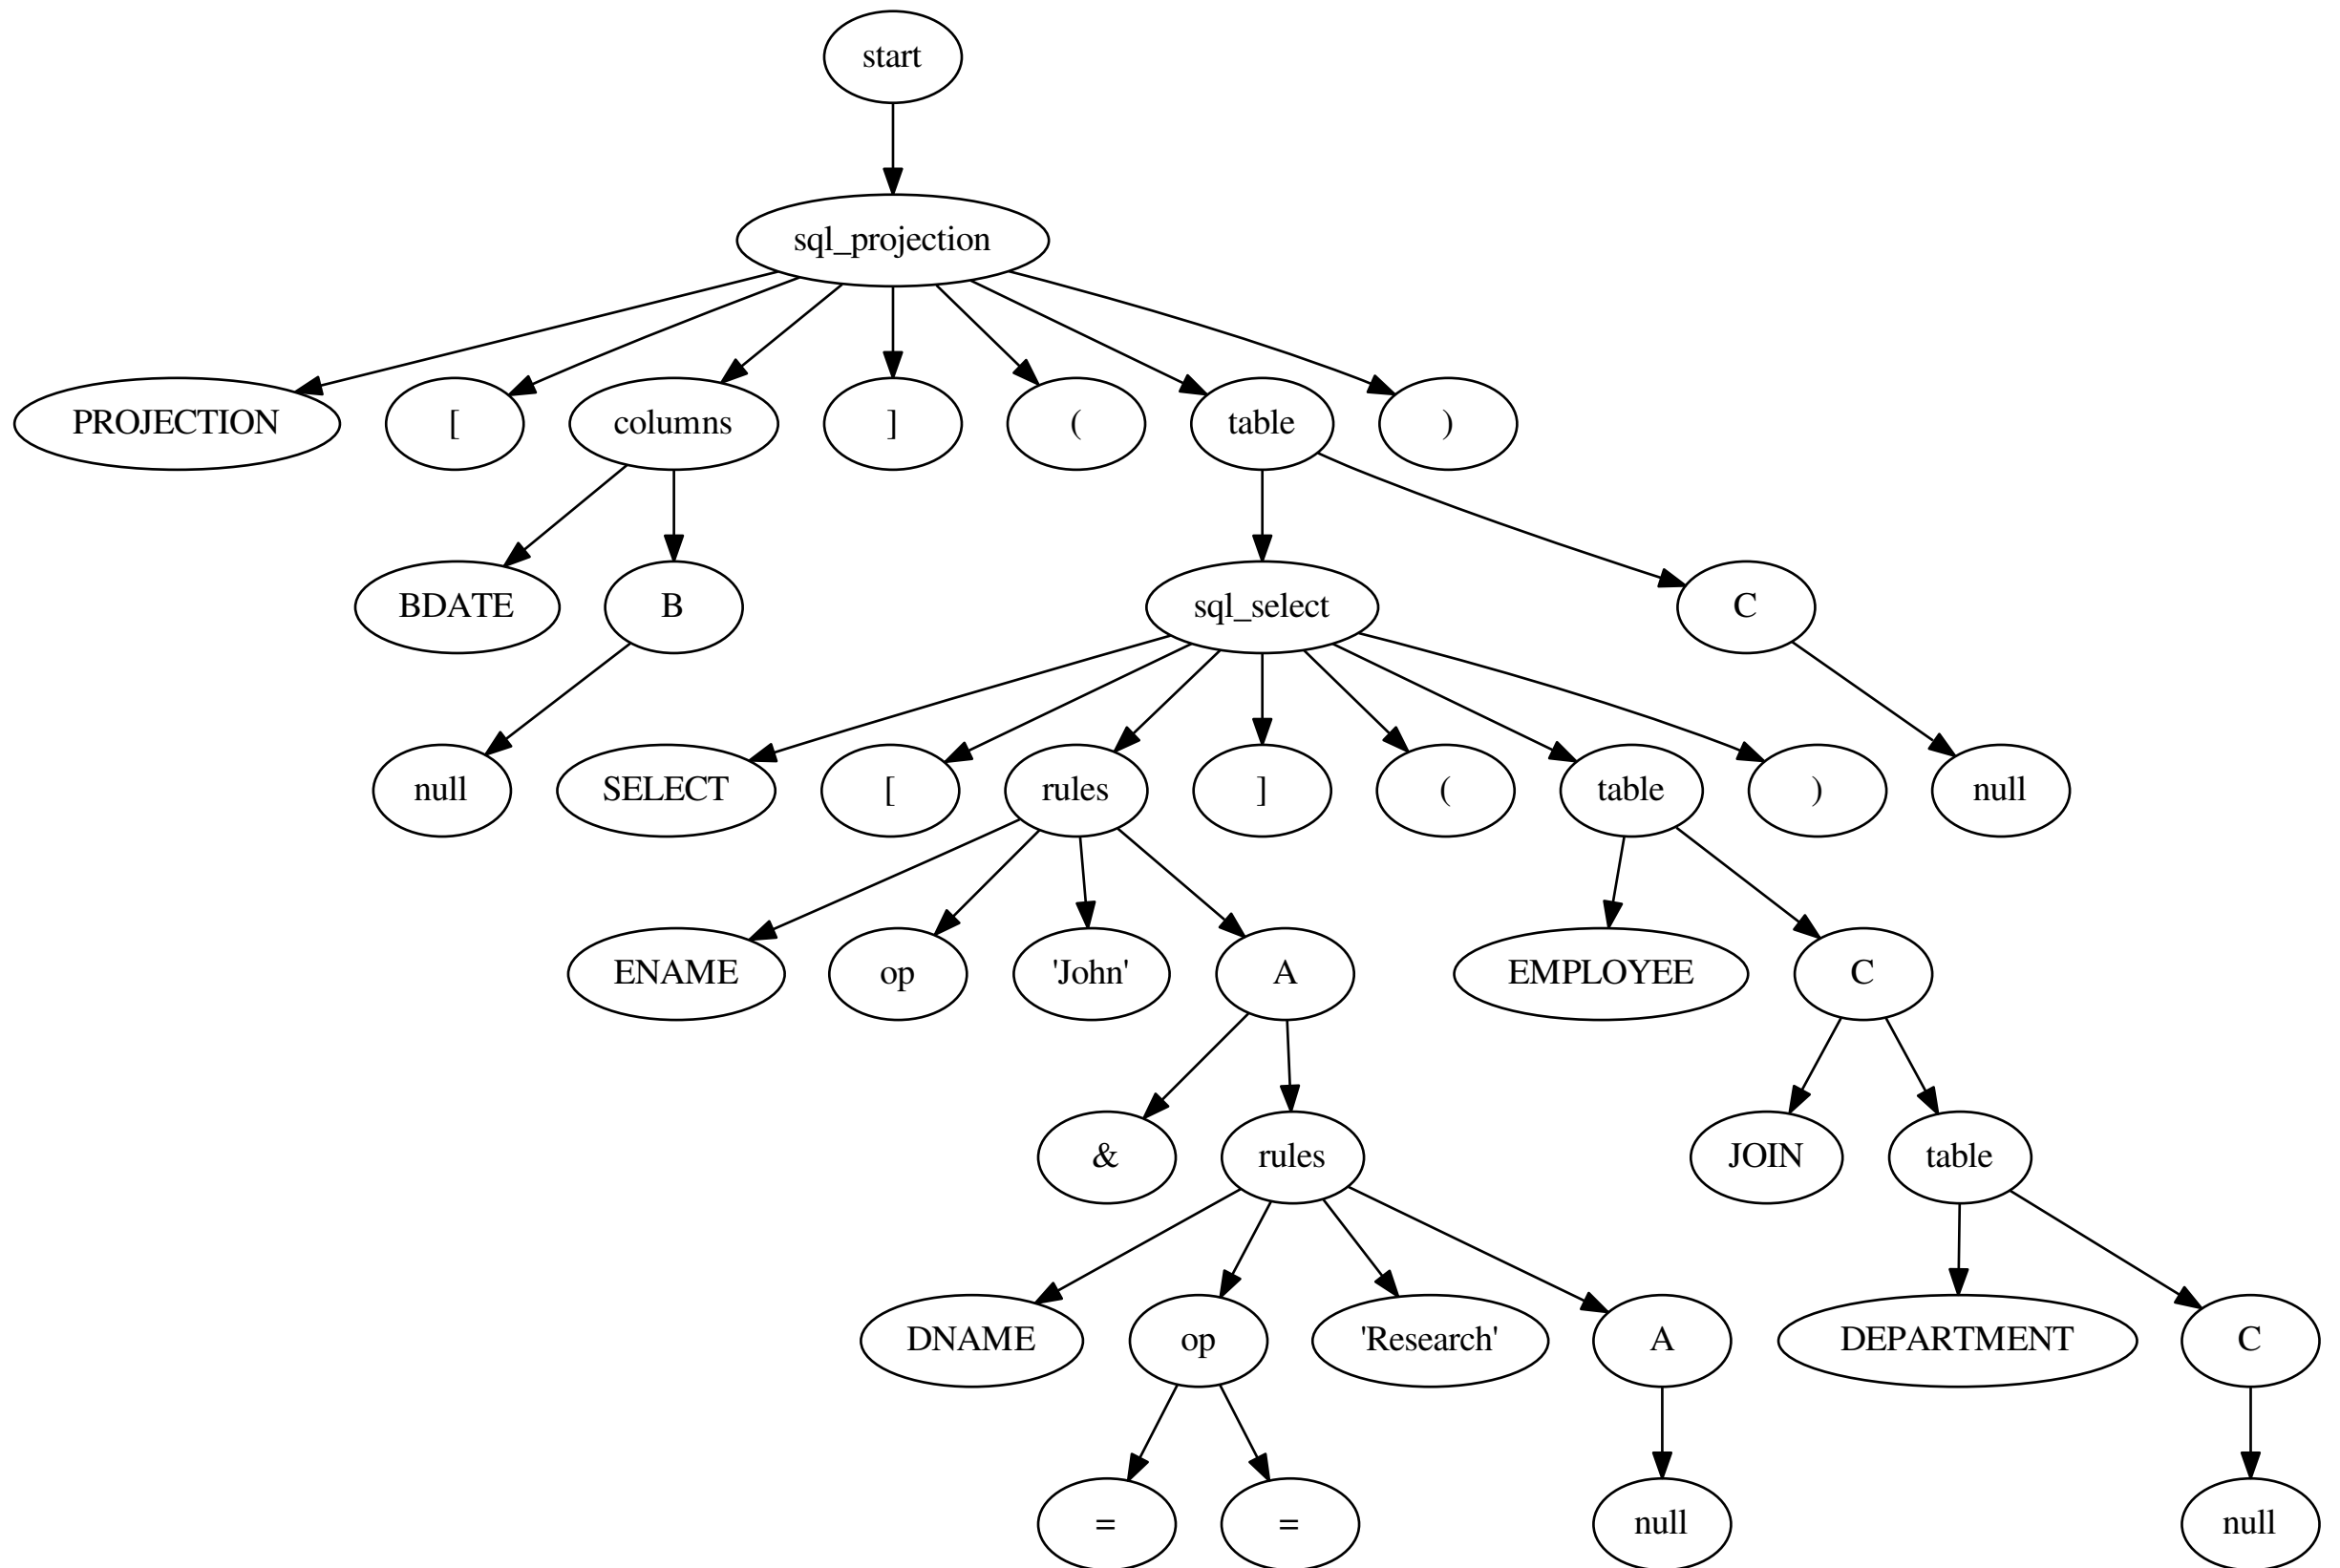 start
sql_projection
PROJECTION [ columns ] ( table )
BDATE B sql_select C
null SELECT [ rules ] ( table ) null
ENAME op 'John' A EMPLOYEE C
& rules JOIN table
DNAME op 'Research' A DEPARTMENT C
= = null null